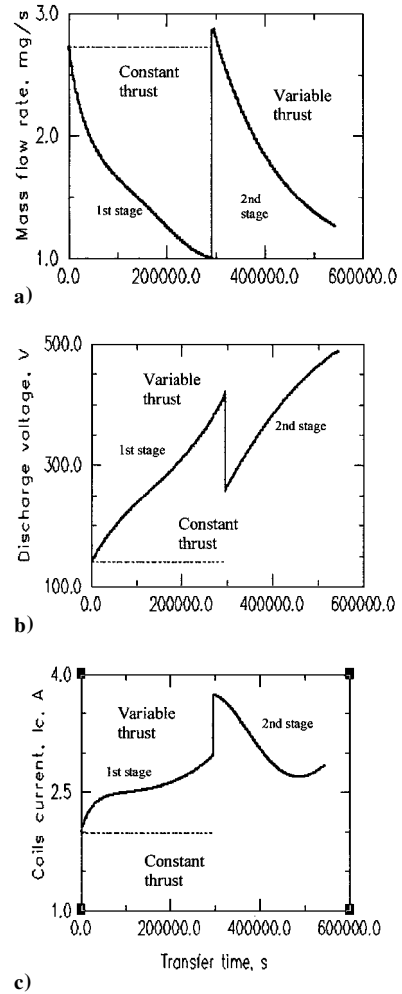 Mass flow rate, mg/s
3.0
2.0
1.0
Constant
thrust
Variable
thrust
1st stage
2nd
stage
0.0 200000.0 400000.0 600000.0
a)
Discharge voltage, V
500.0
300.0
100.0
Variable
thrust
1st stage
2nd stage
Constant
thrust
0.0 200000.0 400000.0 600000.0
b)
Coils current, Ic. A
4.0
2.5
1.0
Variable
thrust
2nd stage
1st stage
Constant
thrust
0.0 200000.0 400000.0 600000.0
Transfer time, s
c)